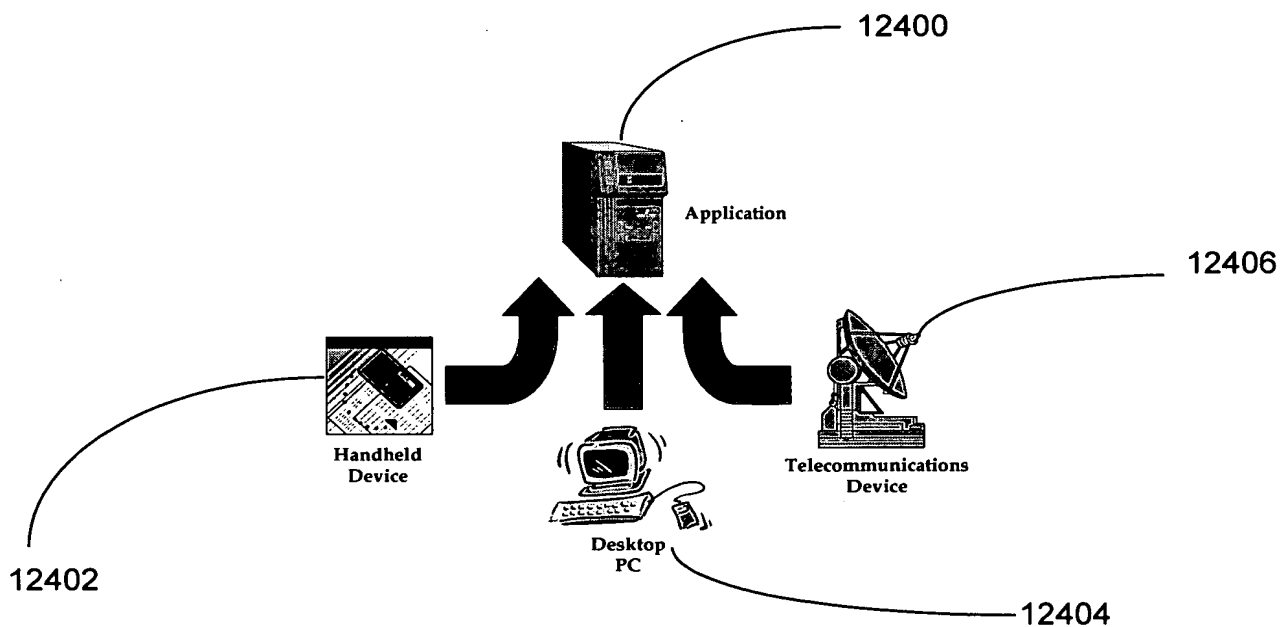 12400
Application
12406
Handheld
Device
Telecommunications
Device
Desktop
PC
12402
12404